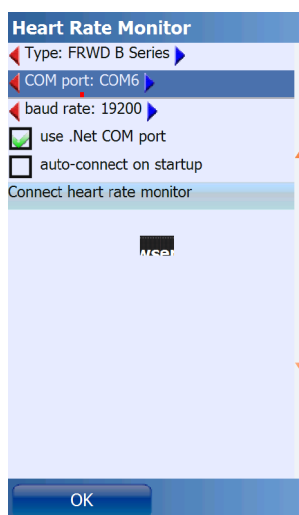 Heart Rate Monitor
Type: FRWD B Series
COM port: COM6
baud rate: 19200
use .Net COM port
auto-connect on startup
Connect heart rate monitor
OK